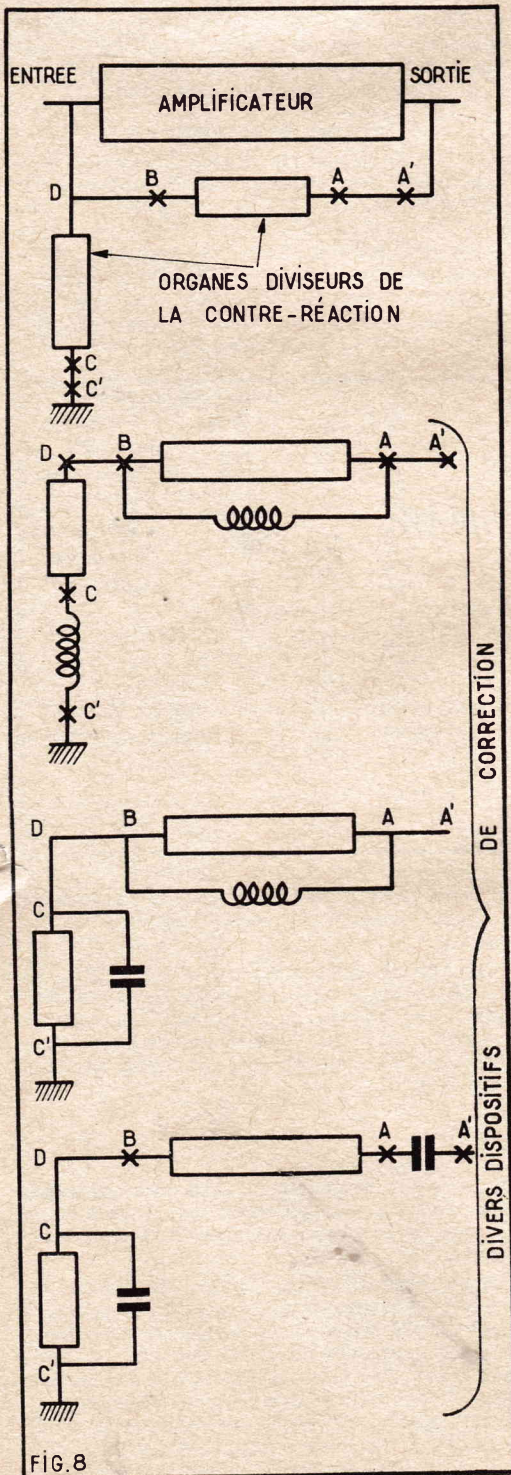 ENTREE
AMPLIFICATEUR
SORTIE
D
B
A
A'
ORGANES DIVISEURS DE
LA CONTRE-RÉACTION
C
C'
D
B
A
A'
C
C'
D
B
A
A'
C
C'
D
B
A
A'
C
C'
DIVERS DISPOSITIFS DE CORRECTION
FIG.8